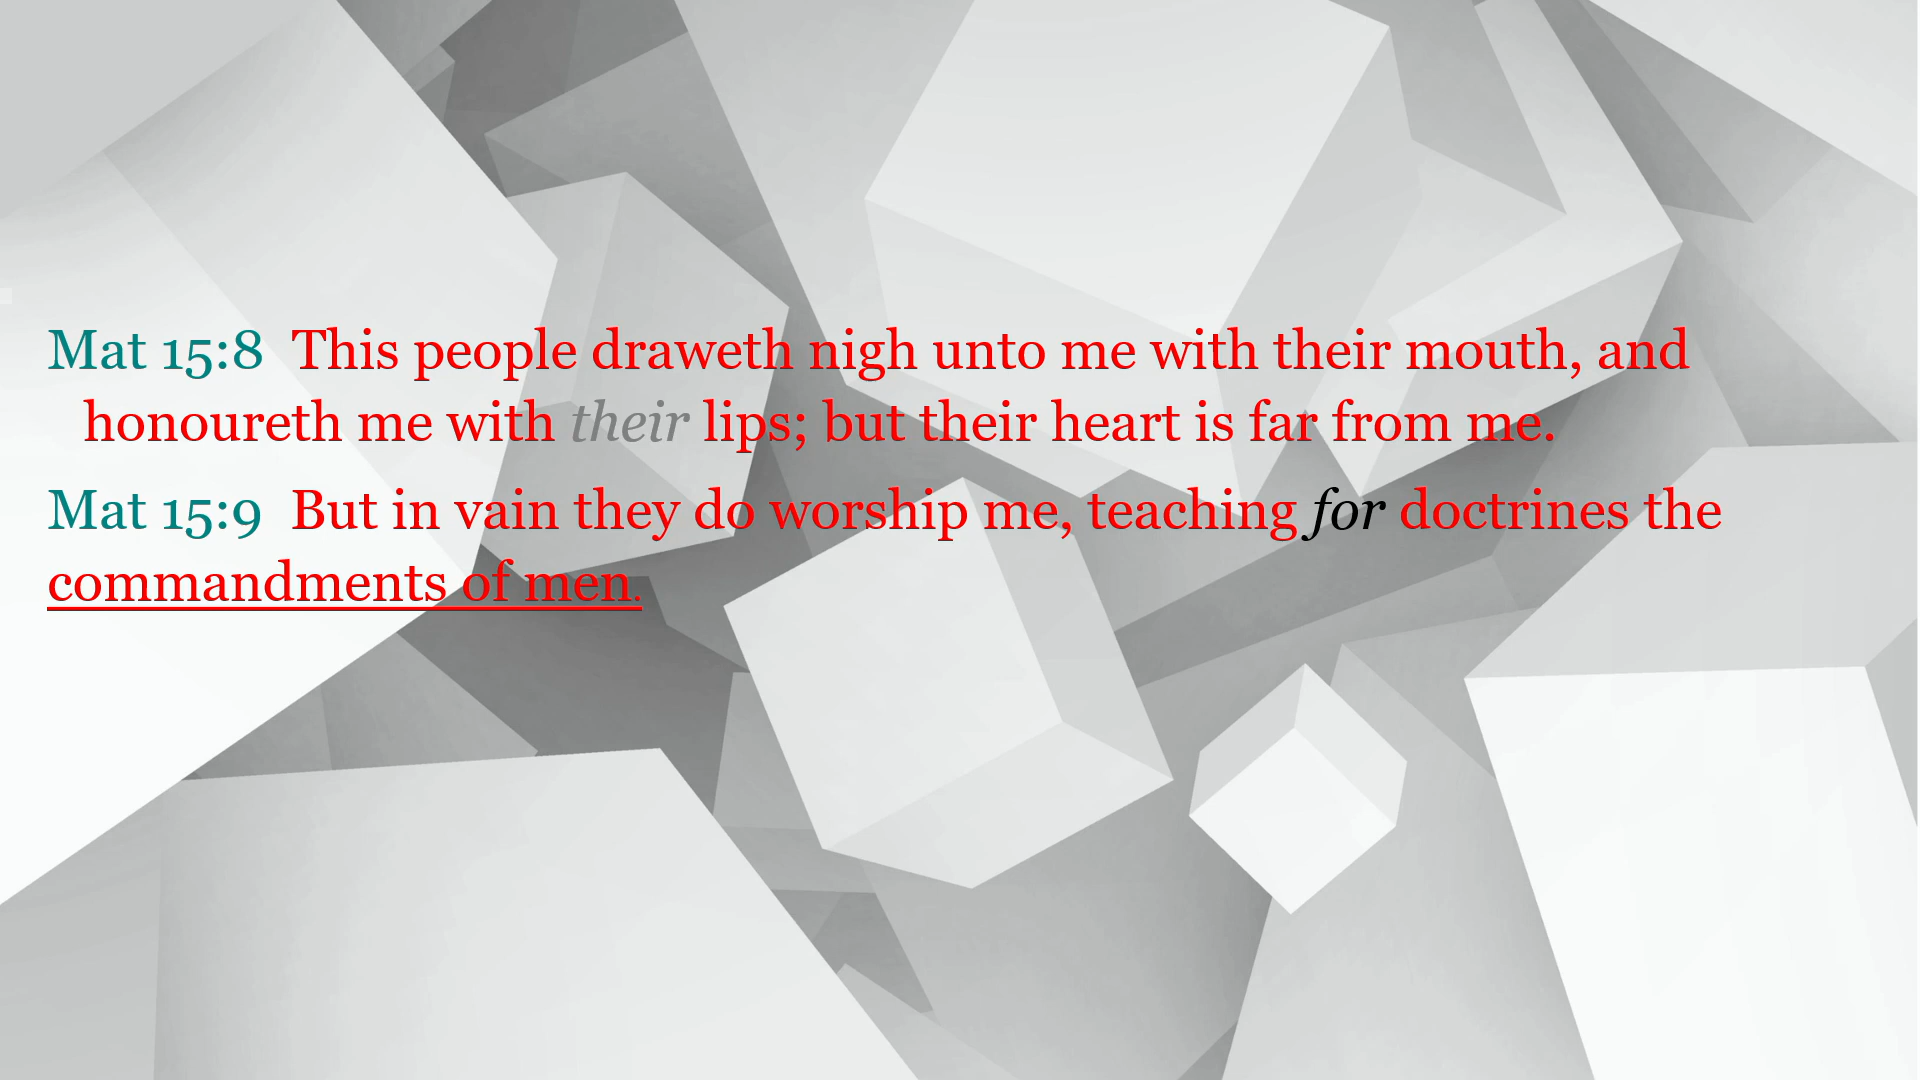 Mat 15:8 This people draweth nigh unto me with their mouth, and
honoureth me with their lips; but their heart is far from me.
Mat 15:9 But in vain they do worship me, teaching for doctrines the
commandments of men.